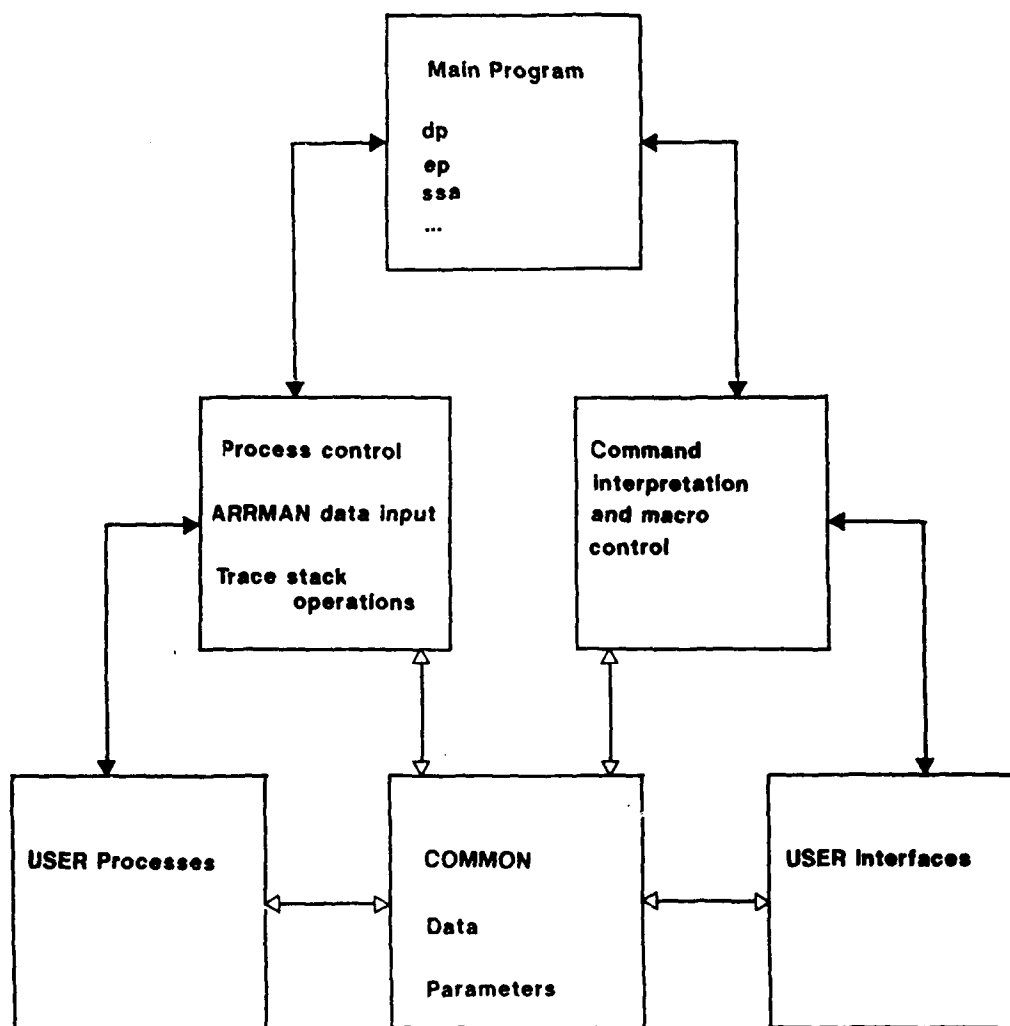 Main Program
dp
ep
ssa
...
Process control
ARRMAN data input
Trace stack
operations
Command
interpretation
and macro
control
USER Processes
COMMON
Data
Parameters
USER Interfaces